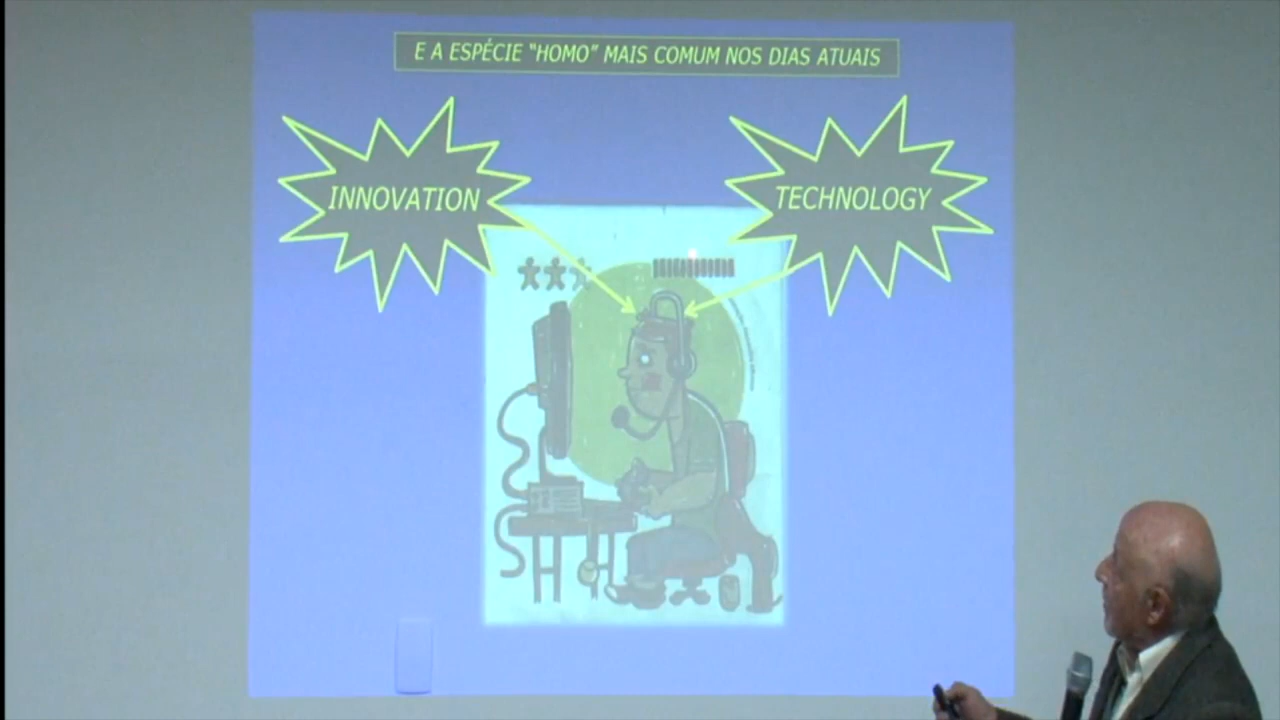 E A ESPÉCIE “HOMO” MAIS COMUM NOS DIAS ATUAIS
INNOVATION
TECHNOLOGY